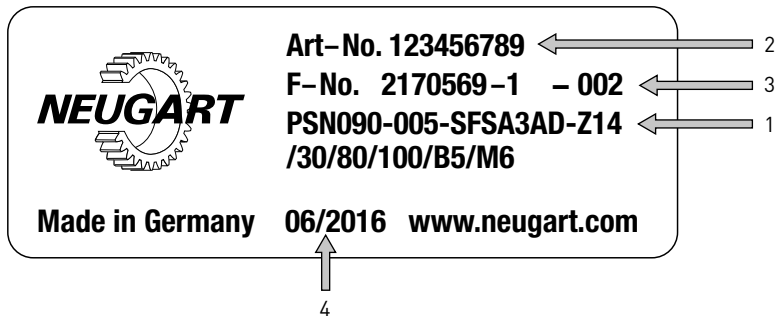 Art-No. 123456789
2
F-No. 2170569-1 - 002
3
NEUGART
PSN090-005-SFSA3AD-Z14
1
/30/80/100/B5/M6
Made in Germany 06/2016 www.neugart.com
4